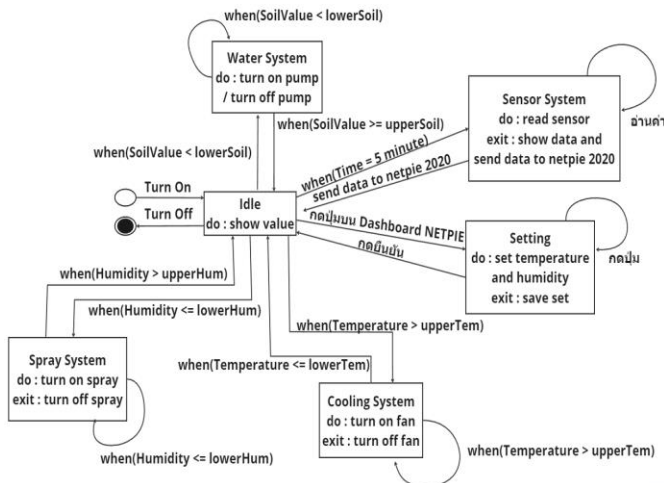 when(SoilValue < lowerSoil)
Water System
do : turn on pump
/ turn off pump
when(SoilValue >= upperSoil)
when(SoilValue < lowerSoil)
Sensor System
do : read sensor
exit : show data and
send data to netpie 2020
อ่านค่า
when(Time = 5 minute)
send data to netpie 2020
Turn On
Turn Off
Idle
do : show value
กดปุ่มบน Dashboard NETPIE
กดยืนยัน
Setting
do : set temperature
and humidity
exit : save set
กดปุ่ม
when(Humidity > upperHum)
when(Humidity <= lowerHum)
when(Temperature > upperTem)
when(Temperature <= lowerTem)
Spray System
do : turn on spray
exit : turn off spray
when(Humidity <= lowerHum)
Cooling System
do : turn on fan
exit : turn off fan
when(Temperature > upperTem)